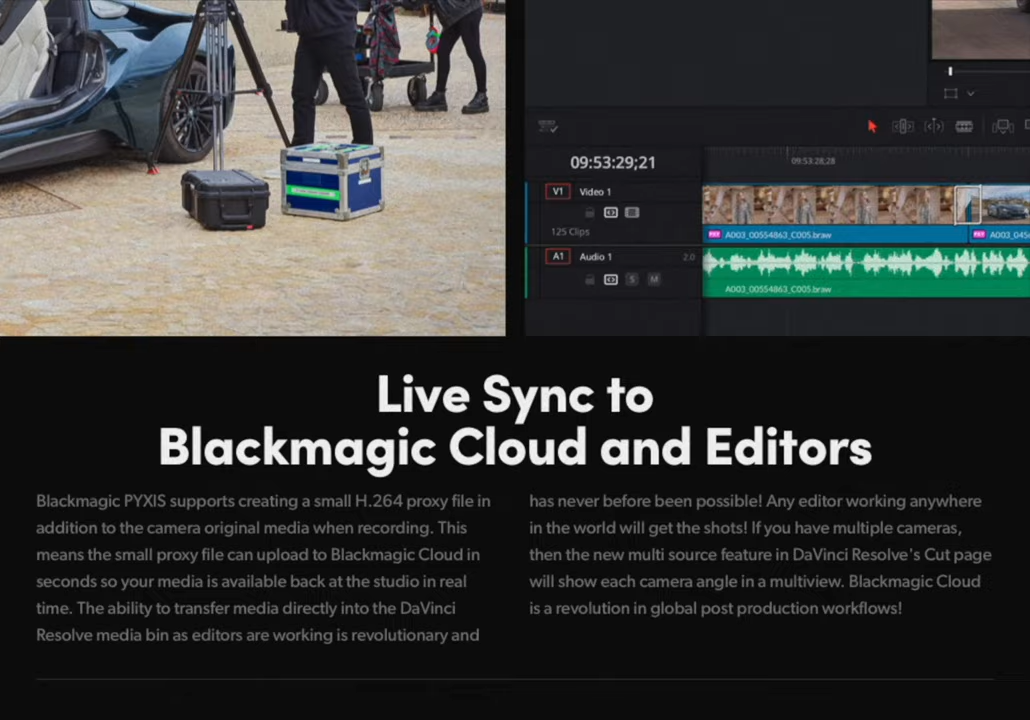 09:53:29;21
09:53:28;28
V1 Video 1
125 Clips
A003_00554863_C005.braw
A1 Audio 1 2.0
S M
A003_00554863_C005.braw
Live Sync to
Blackmagic Cloud and Editors
Blackmagic PYXIS supports creating a small H.264 proxy file in
addition to the camera original media when recording. This
means the small proxy file can upload to Blackmagic Cloud in
seconds so your media is available back at the studio in real
time. The ability to transfer media directly into the DaVinci
Resolve media bin as editors are working is revolutionary and
has never before been possible! Any editor working anywhere
in the world will get the shots! If you have multiple cameras,
then the new multi source feature in DaVinci Resolve's Cut page
will show each camera angle in a multiview. Blackmagic Cloud
is a revolution in global post production workflows!